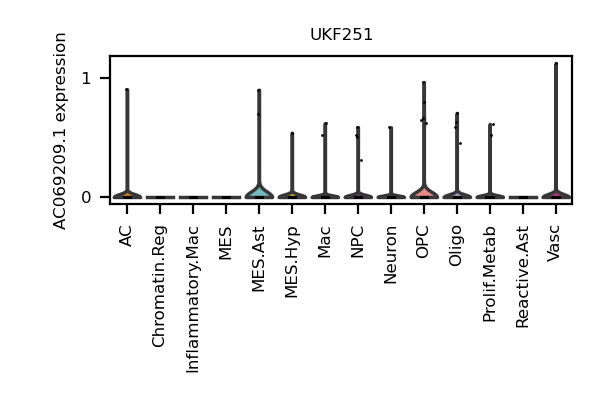 UKF251
AC069209.1 expression
1
0
AC
Chromatin.Reg
Inflammatory.Mac
MES
MES.Ast
MES.Hyp
Mac
NPC
Neuron
OPC
Oligo
Prolif.Metab
Reactive.Ast
Vasc